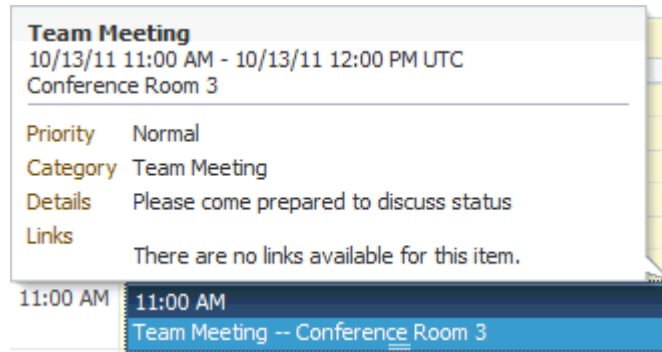 Team Meeting
10/13/11 11:00 AM - 10/13/11 12:00 PM UTC
Conference Room 3
Priority Normal
Category Team Meeting
Details Please come prepared to discuss status
Links
There are no links available for this item.
11:00 AM 11:00 AM
Team Meeting -- Conference Room 3